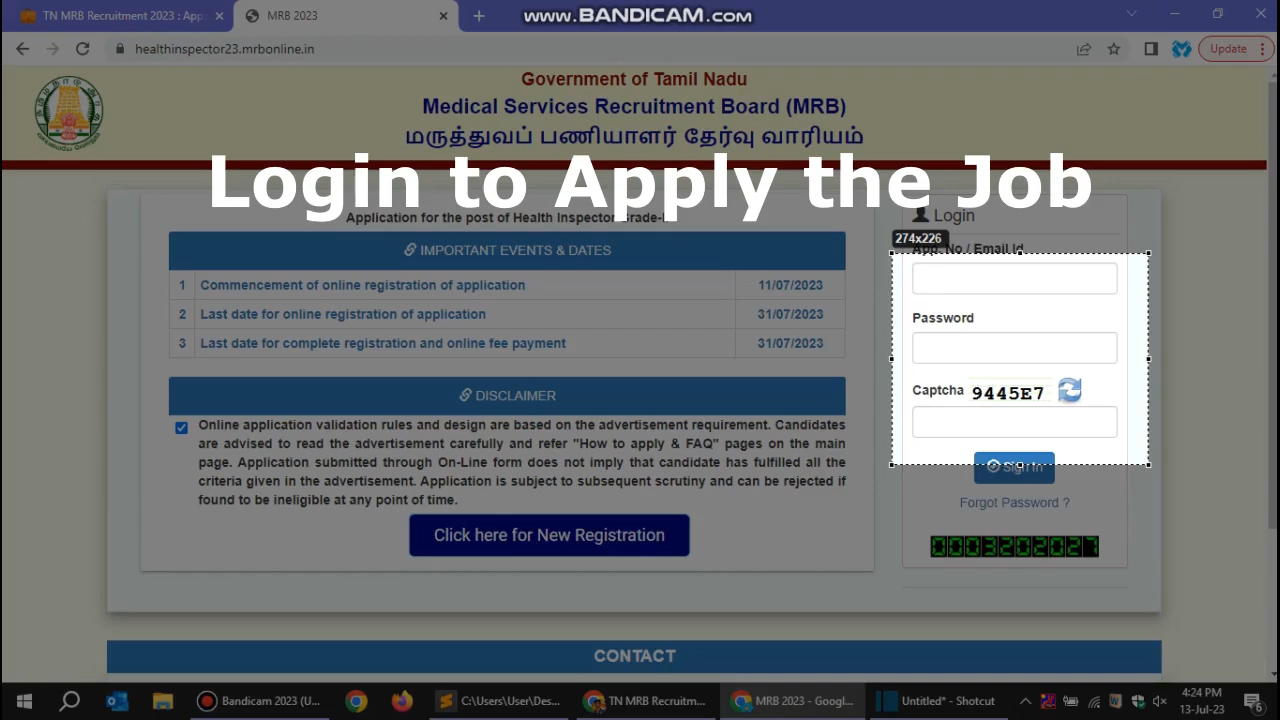 TN MRB Recruitment 2023 : App
MRB 2023
www.BANDICAM.com
healthinspector23.mrbonline.in
Update
Government of Tamil Nadu
Medical Services Recruitment Board (MRB)
மருத்துவப் பணியாளர் தேர்வு வாரியம்
Login to Apply the Job
Application for the post of Health Inspector Grade-I
IMPORTANT EVENTS & DATES
1 Commencement of online registration of application 11/07/2023
2 Last date for online registration of application 31/07/2023
3 Last date for complete registration and online fee payment 31/07/2023
DISCLAIMER
Online application validation rules and design are based on the advertisement requirement. Candidates
are advised to read the advertisement carefully and refer "How to apply & FAQ" pages on the main
page. Application submitted through On-Line form does not imply that candidate has fulfilled all the
criteria given in the advertisement. Application is subject to subsequent scrutiny and can be rejected if
found to be ineligible at any point of time.
Click here for New Registration
Login
274x226
App. No./ Email Id
Password
Captcha 9445E7
Sign In
Forgot Password ?
0003202027
CONTACT
Bandicam 2023 (U...
C:\Users\User\Des...
TN MRB Recruitm...
MRB 2023 - Googl...
Untitled* - Shotcut
4:24 PM
13-Jul-23
6